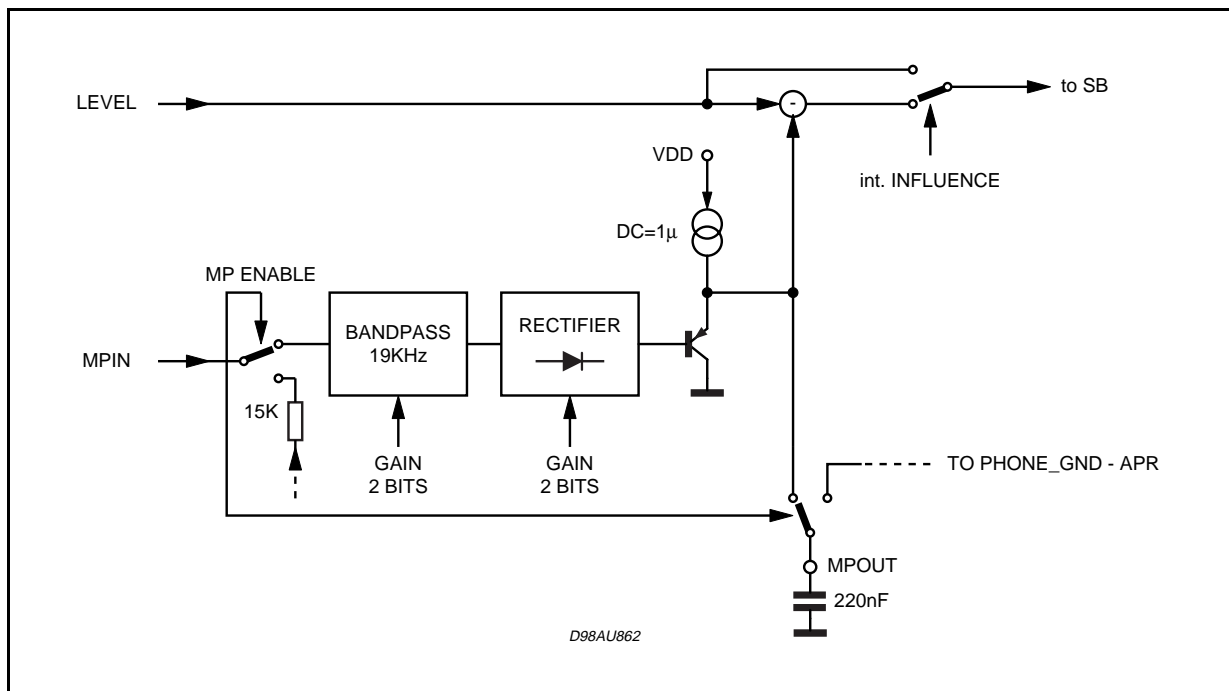 LEVEL
-
to SB
VDD
int. INFLUENCE
DC=1μ
MP ENABLE
BANDPASS
19KHz
RECTIFIER
MPIN
15K
GAIN
2 BITS
GAIN
2 BITS
TO PHONE_GND - APR
MPOUT
220nF
D98AU862